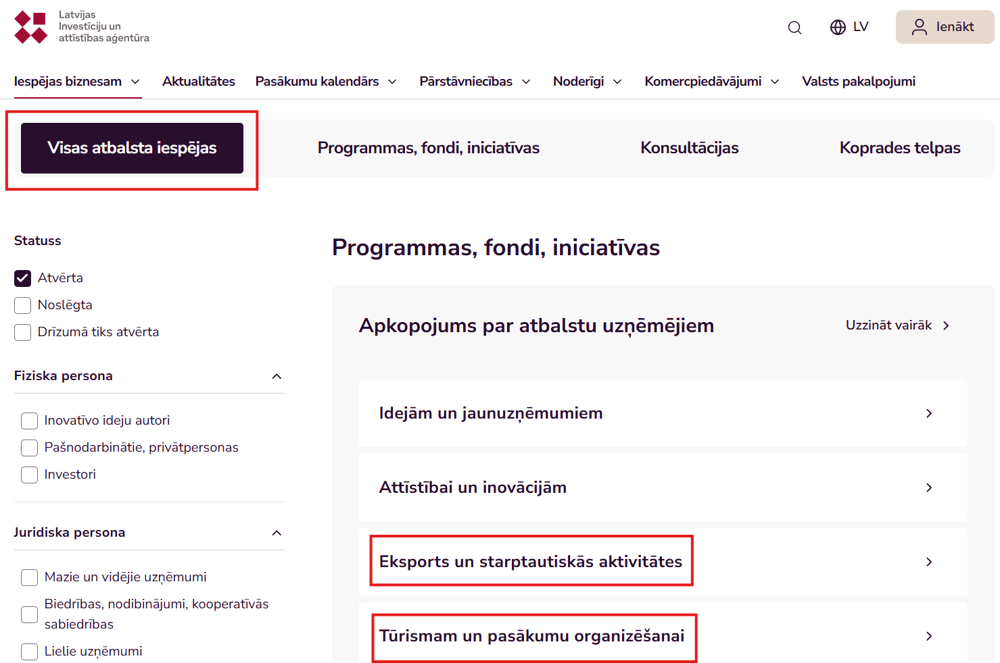 Latvijas
Investīciju un
attīstības aģentūra
LV
Ienākt
Iespējas biznesam
Aktualitātes
Pasākumu kalendārs
Pārstāvniecības
Noderīgi
Komercpiedāvājumi
Valsts pakalpojumi
Visas atbalsta iespējas
Programmas, fondi, iniciatīvas
Konsultācijas
Koprades telpas
Statuss
Atvērta
Noslēgta
Drīzumā tiks atvērta
Fiziska persona
Inovatīvo ideju autori
Pašnodarbinātie, privātpersonas
Investori
Juridiska persona
Mazie un vidējie uzņēmumi
Biedrības, nodibinājumi, kooperatīvās
sabiedrības
Lielie uzņēmumi
Programmas, fondi, iniciatīvas
Apkopojums par atbalstu uzņēmējiem
Uzzināt vairāk
Idejām un jaunuzņēmumiem
Attīstībai un inovācijām
Eksports un starptautiskās aktivitātes
Tūrismam un pasākumu organizēšanai